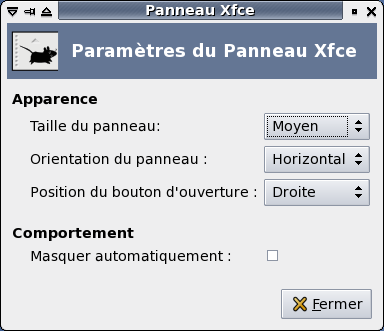 Panneau Xfce
Paramètres du Panneau Xfce
Apparence
Taille du panneau: Moyen
Orientation du panneau : Horizontal
Position du bouton d'ouverture : Droite
Comportement
Masquer automatiquement :
Fermer